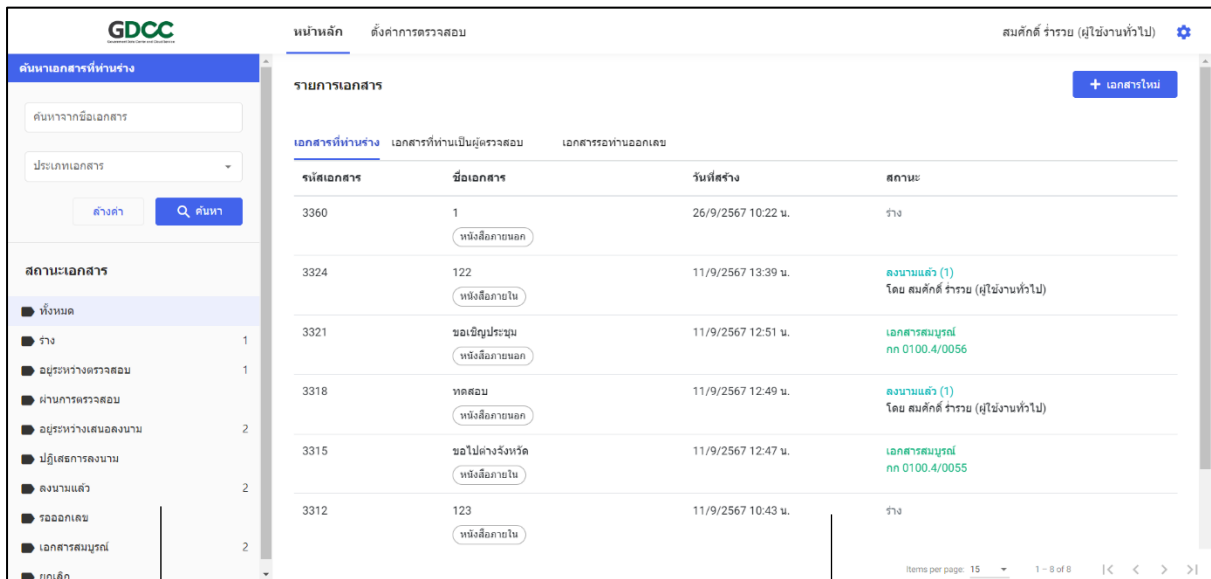 GDCC
Government Data Center and Cloud Service
หน้าหลัก
ตั้งค่าการตรวจสอบ
สมศักดิ์ ร่ำรวย (ผู้ใช้งานทั่วไป)
ค้นหาเอกสารที่ท่านร่าง
ค้นหาจากชื่อเอกสาร
ประเภทเอกสาร
ล้างค่า
ค้นหา
สถานะเอกสาร
ทั้งหมด
ร่าง 1
อยู่ระหว่างตรวจสอบ 1
ผ่านการตรวจสอบ
อยู่ระหว่างเสนอลงนาม 2
ปฏิเสธการลงนาม
ลงนามแล้ว 2
รอออกเลข
เอกสารสมบูรณ์ 2
ยกเลิก
รายการเอกสาร
+ เอกสารใหม่
เอกสารที่ท่านร่าง เอกสารที่ท่านเป็นผู้ตรวจสอบ เอกสารรอท่านออกเลข
รหัสเอกสาร ชื่อเอกสาร วันที่สร้าง สถานะ
3360 1 26/9/2567 10:22 น. ร่าง
หนังสือภายนอก
3324 122 11/9/2567 13:39 น. ลงนามแล้ว (1)
หนังสือภายใน โดย สมศักดิ์ ร่ำรวย (ผู้ใช้งานทั่วไป)
3321 ขอเชิญประชุม 11/9/2567 12:51 น. เอกสารสมบูรณ์
หนังสือภายนอก กก 0100.4/0056
3318 ทดสอบ 11/9/2567 12:49 น. ลงนามแล้ว (1)
หนังสือภายนอก โดย สมศักดิ์ ร่ำรวย (ผู้ใช้งานทั่วไป)
3315 ขอไปต่างจังหวัด 11/9/2567 12:47 น. เอกสารสมบูรณ์
หนังสือภายใน กก 0100.4/0055
3312 123 11/9/2567 10:43 น. ร่าง
หนังสือภายใน
Items per page: 15 1 – 8 of 8